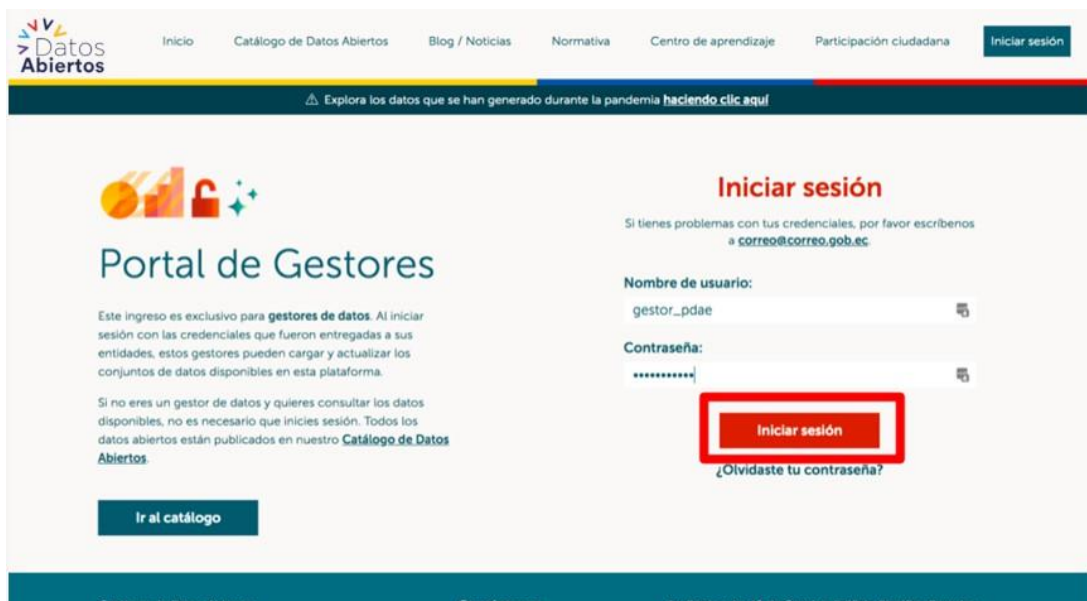 Datos
Abiertos
Inicio
Catálogo de Datos Abiertos
Blog / Noticias
Normativa
Centro de aprendizaje
Participación ciudadana
Iniciar sesión
Explora los datos que se han generado durante la pandemia haciendo clic aquí
Portal de Gestores
Este ingreso es exclusivo para gestores de datos. Al iniciar
sesión con las credenciales que fueron entregadas a sus
entidades, estos gestores pueden cargar y actualizar los
conjuntos de datos disponibles en esta plataforma.
Si no eres un gestor de datos y quieres consultar los datos
disponibles, no es necesario que inicies sesión. Todos los
datos abiertos están publicados en nuestro Catálogo de Datos
Abiertos.
Ir al catálogo
Iniciar sesión
Si tienes problemas con tus credenciales, por favor escríbenos
a correo@correo.gob.ec.
Nombre de usuario:
gestor_pdae
Contraseña:
•••••••••••
Iniciar sesión
¿Olvidaste tu contraseña?